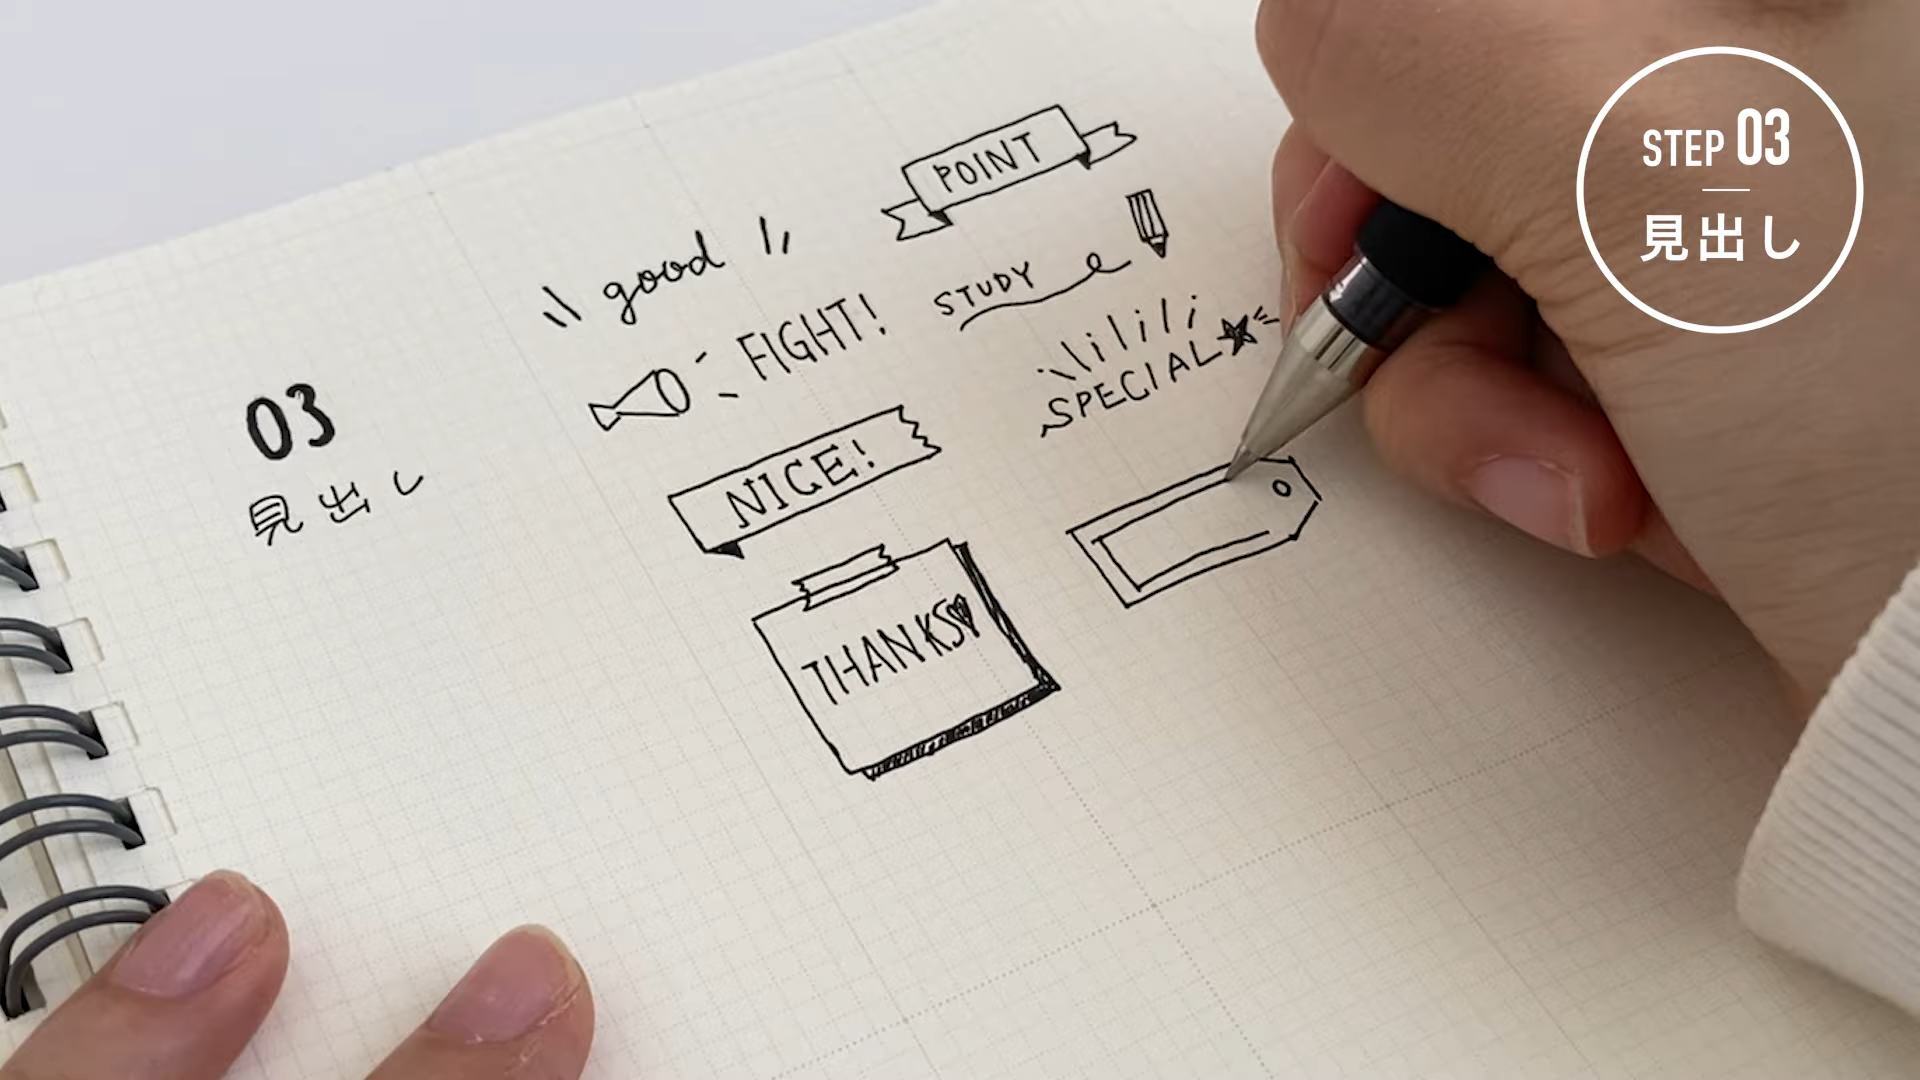 STEP 03
見出し
03
見出し
good
POINT
FIGHT!
STUDY
SPECIAL
NICE!
THANKS